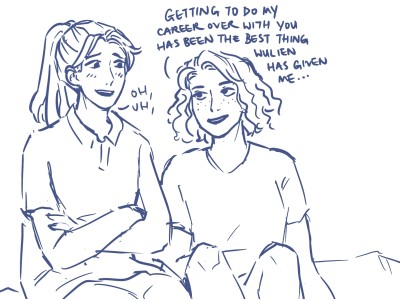 GETTING TO DO MY
CAREER OVER WITH YOU
HAS BEEN THE BEST THING
WULIEN
HAS GIVEN
ME...
OH,
UH,